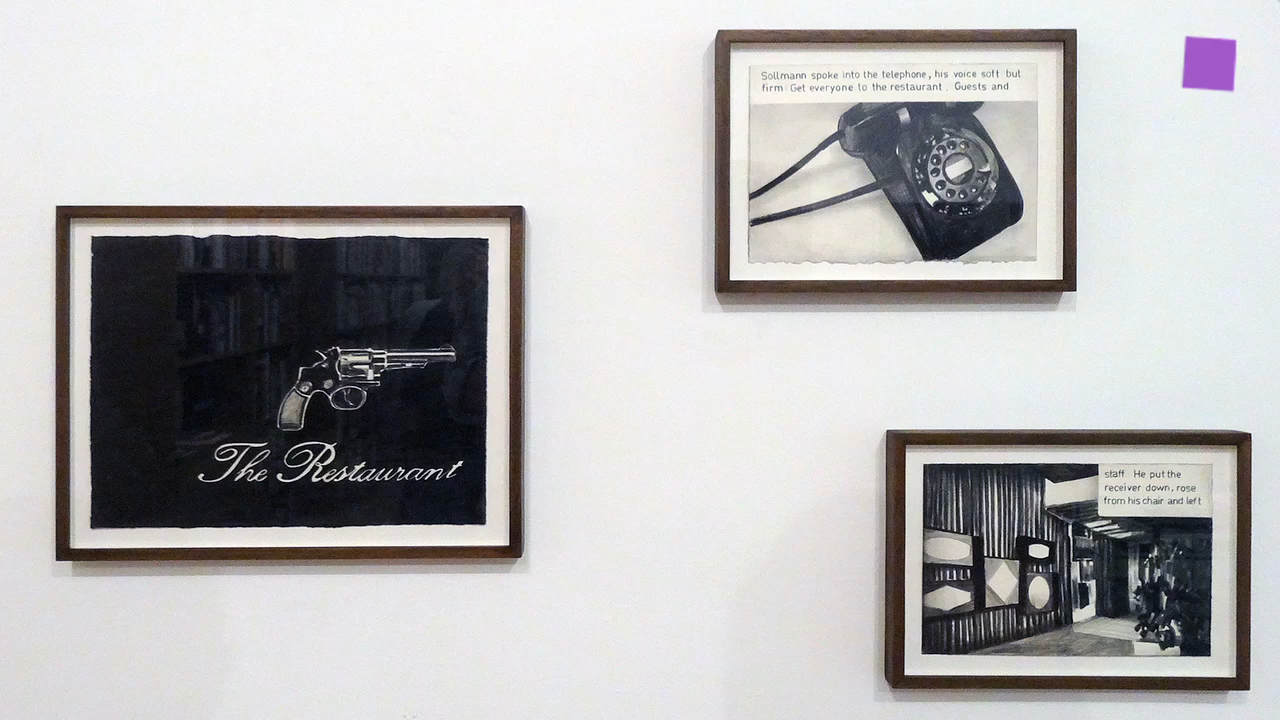 The Restaurant
Sollmann spoke into the telephone, his voice soft but
firm: Get everyone to the restaurant. Guests and
staff. He put the
receiver down, rose
from his chair and left